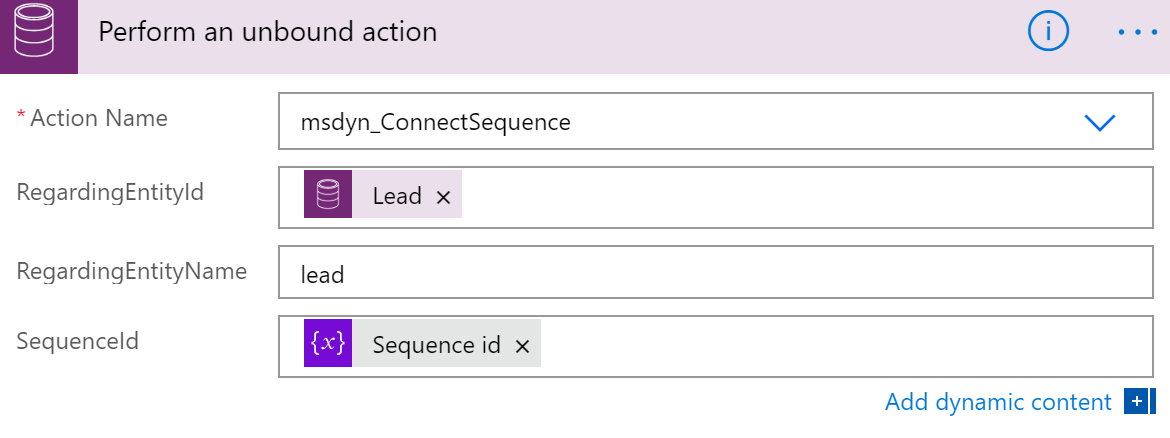 Perform an unbound action
* Action Name
msdyn_ConnectSequence
RegardingEntityId
Lead ×
RegardingEntityName
lead
SequenceId
{x} Sequence id ×
Add dynamic content